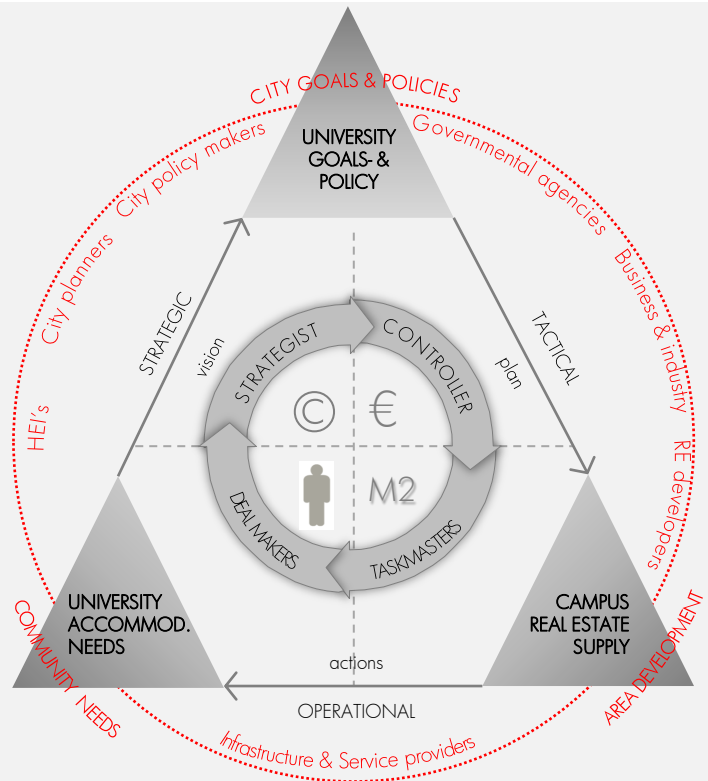 CITY GOALS & POLICIES
UNIVERSITY
GOALS- &
POLICY
City policy makers
Governmental agencies
City planners
Business & industry
HEI's
RE developers
STRATEGIC
vision
TACTICAL
plan
STRATEGIST
CONTROLLER
© €
M2
DEAL MAKERS
TASKMASTERS
UNIVERSITY
ACCOMMOD.
NEEDS
CAMPUS
REAL ESTATE
SUPPLY
COMMUNITY NEEDS
AREA DEVELOPMENT
actions
OPERATIONAL
Infrastructure & Service providers